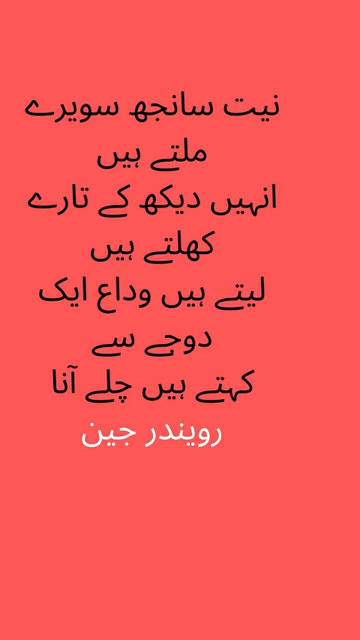 نیت سانجھ سویرے
ملتے ہیں
انہیں دیکھ کے تارے
کھلتے ہیں
لیتے ہیں وداع ایک
دوجے سے
کہتے ہیں چلے آنا
رویندر جین